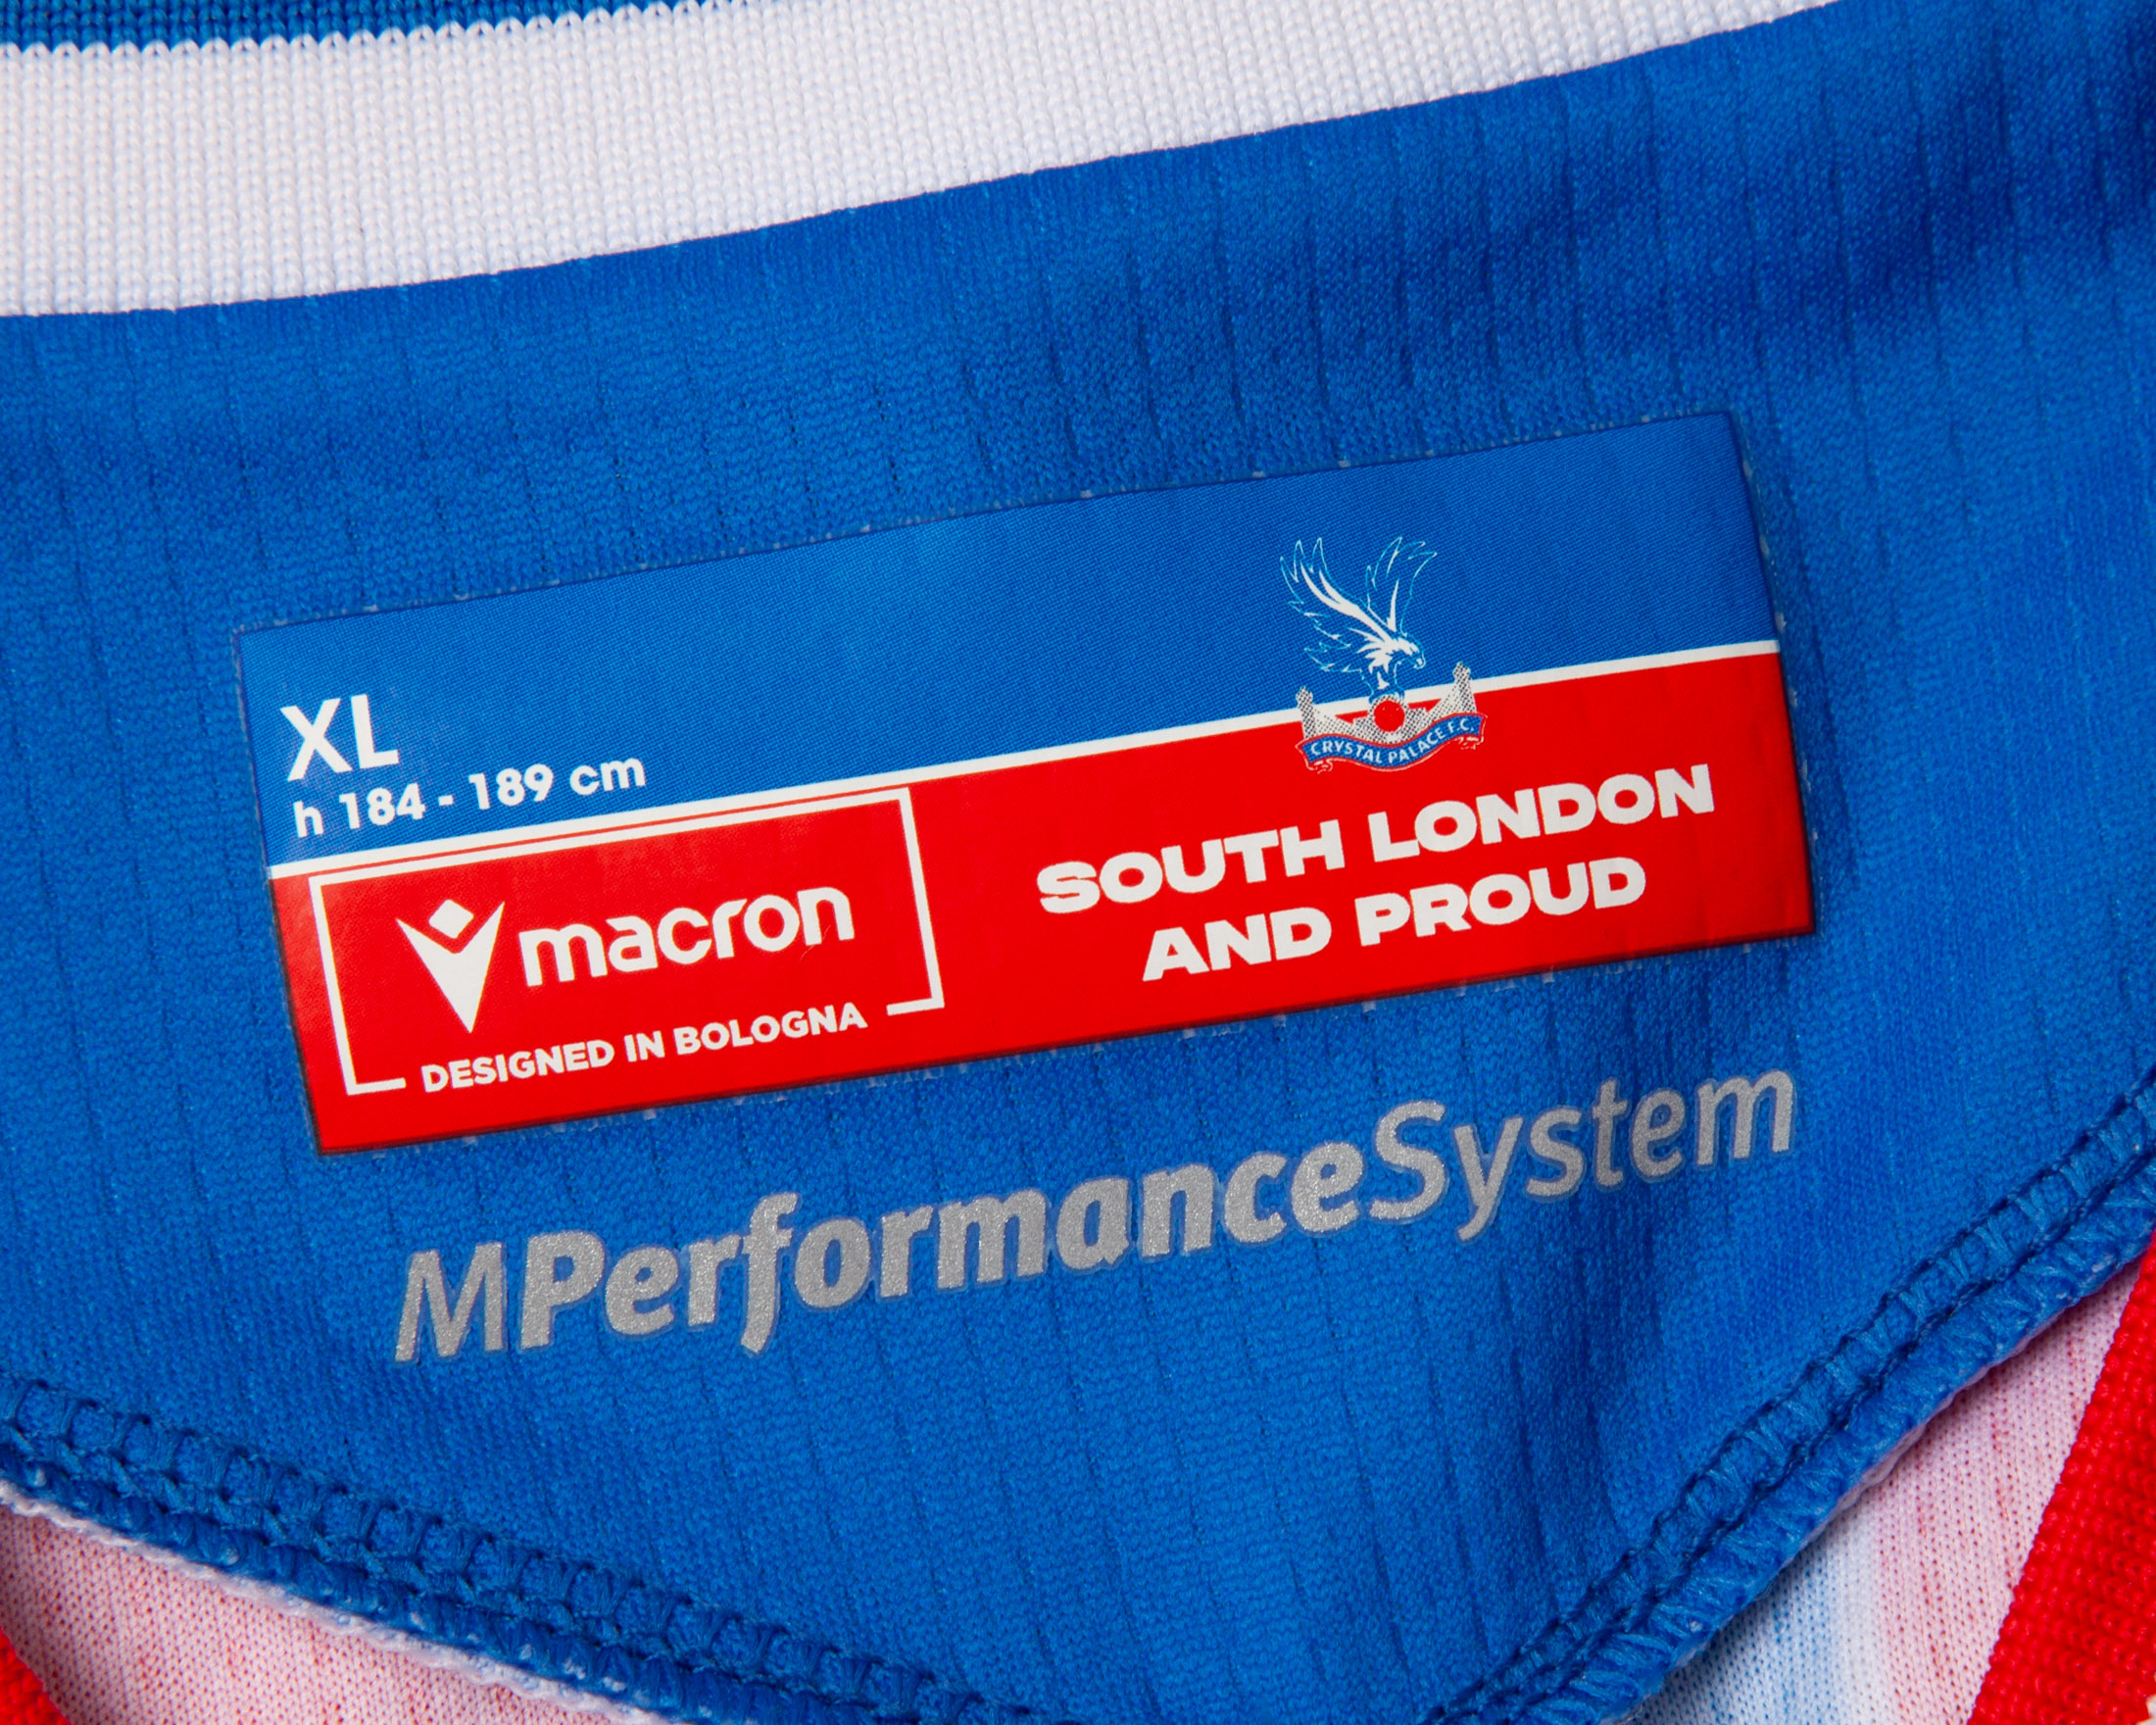 XL
h 184 - 189 cm
macron
DESIGNED IN BOLOGNA
CRYSTAL PALACE F.C.
SOUTH LONDON
AND PROUD
MPerformanceSystem